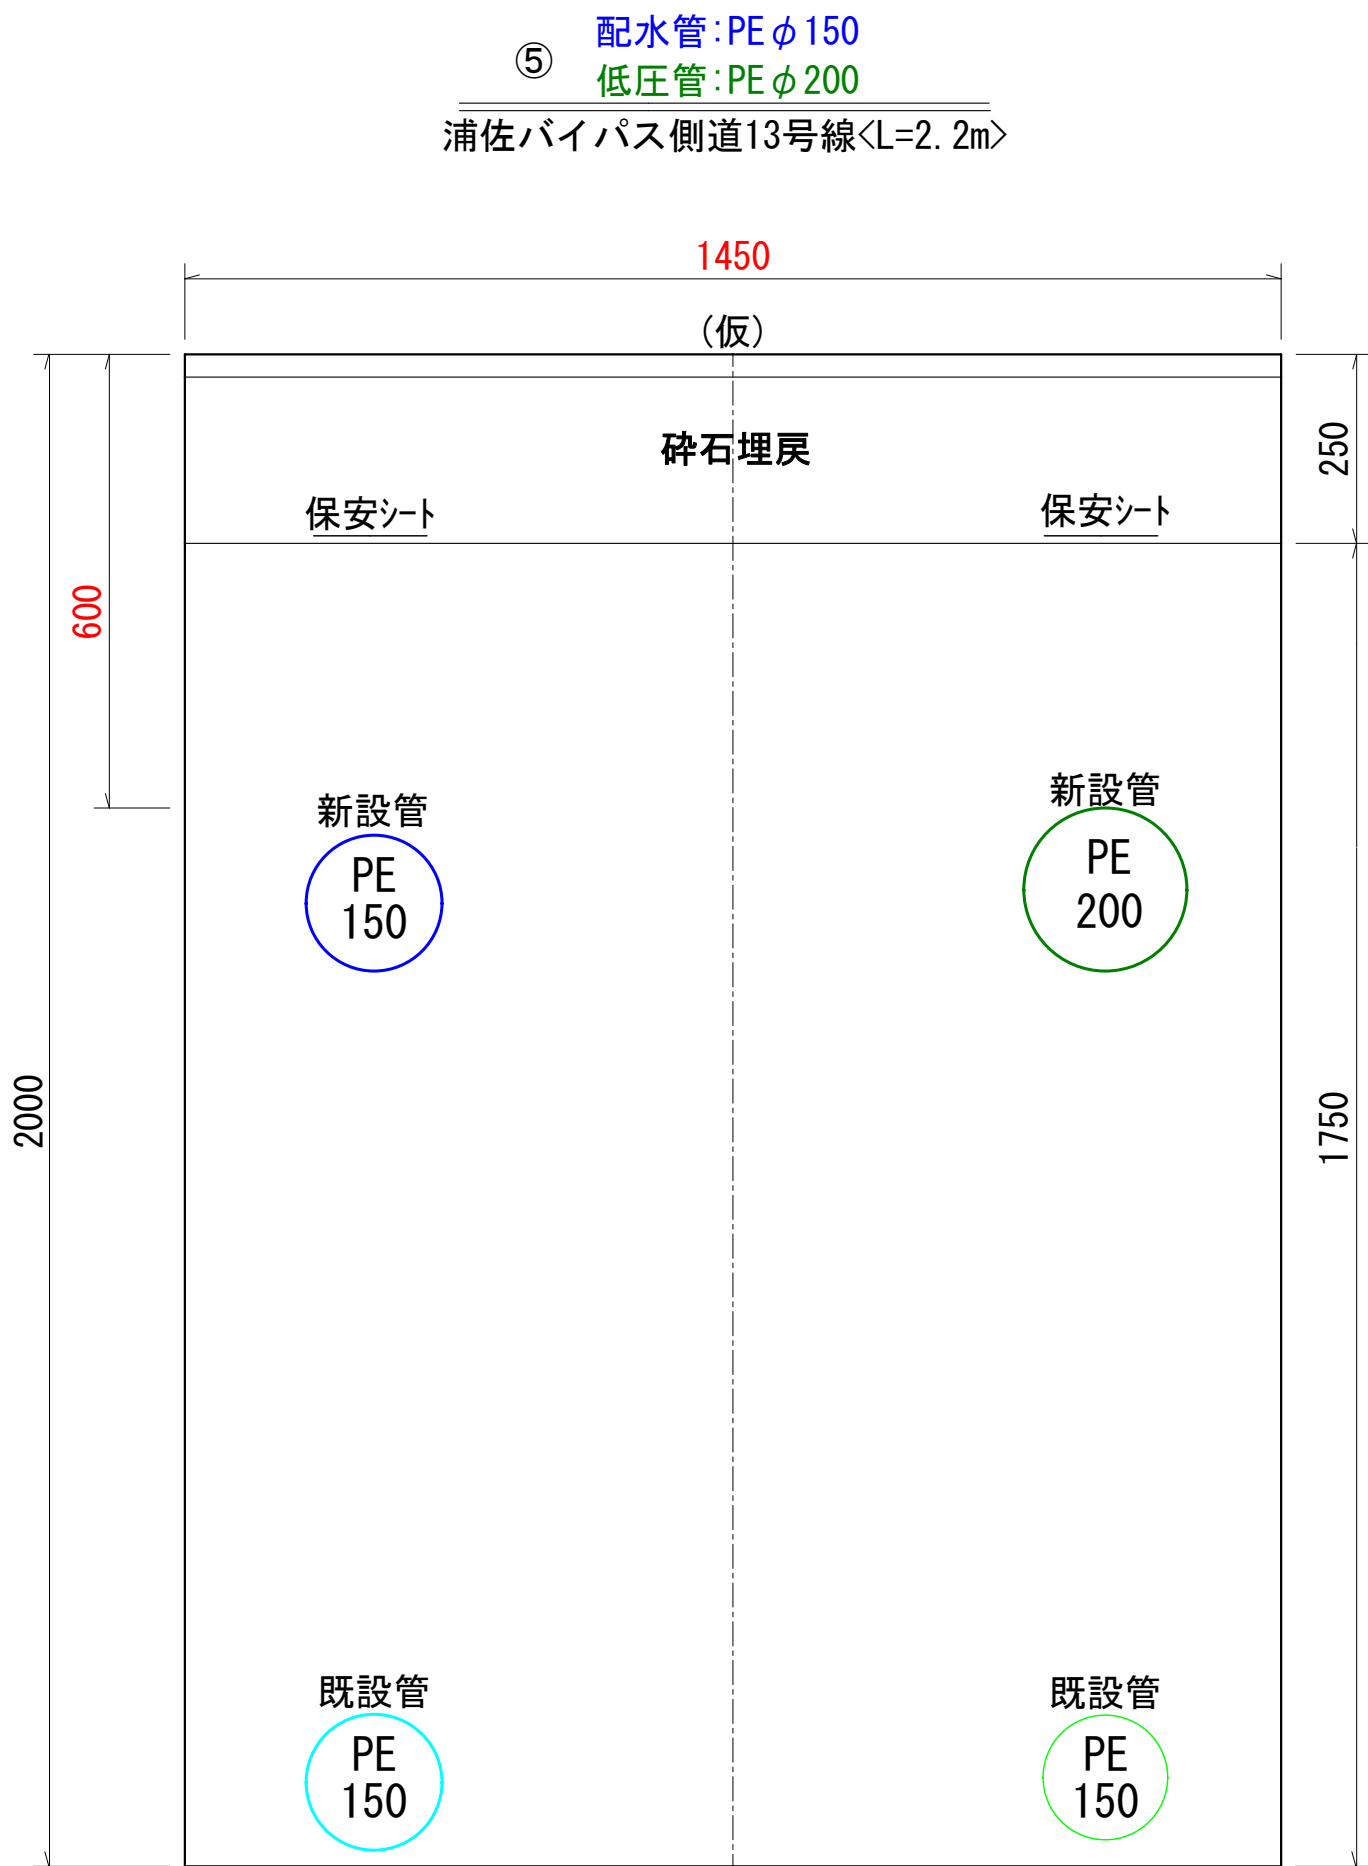 ⑤
配水管:PEφ150
低圧管:PEφ200
浦佐バイパス側道13号線<L=2.2m>
1450
(仮)
砕石埋戻
250
保安シート
保安シート
600
新設管
PE
150
新設管
PE
200
2000
1750
既設管
PE
150
既設管
PE
150